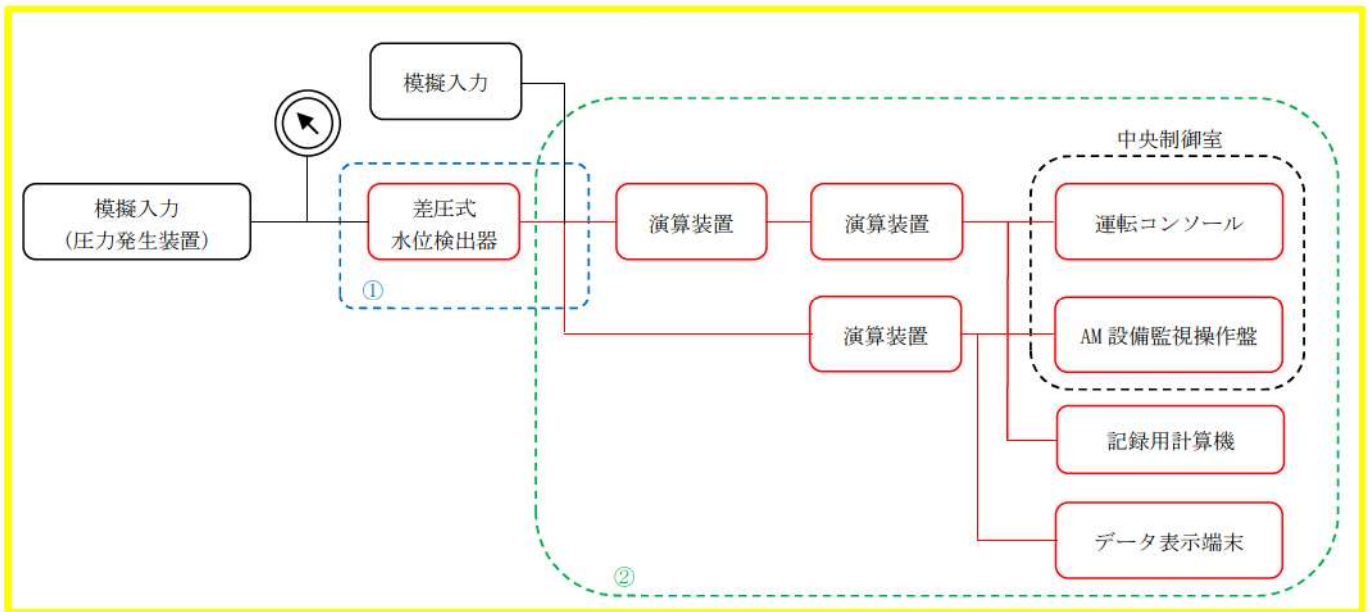 模擬入力
中央制御室
模擬入力
(圧力発生装置)
差圧式
水位検出器
演算装置
演算装置
運転コンソール
①
演算装置
AM 設備監視操作盤
記録用計算機
データ表示端末
②